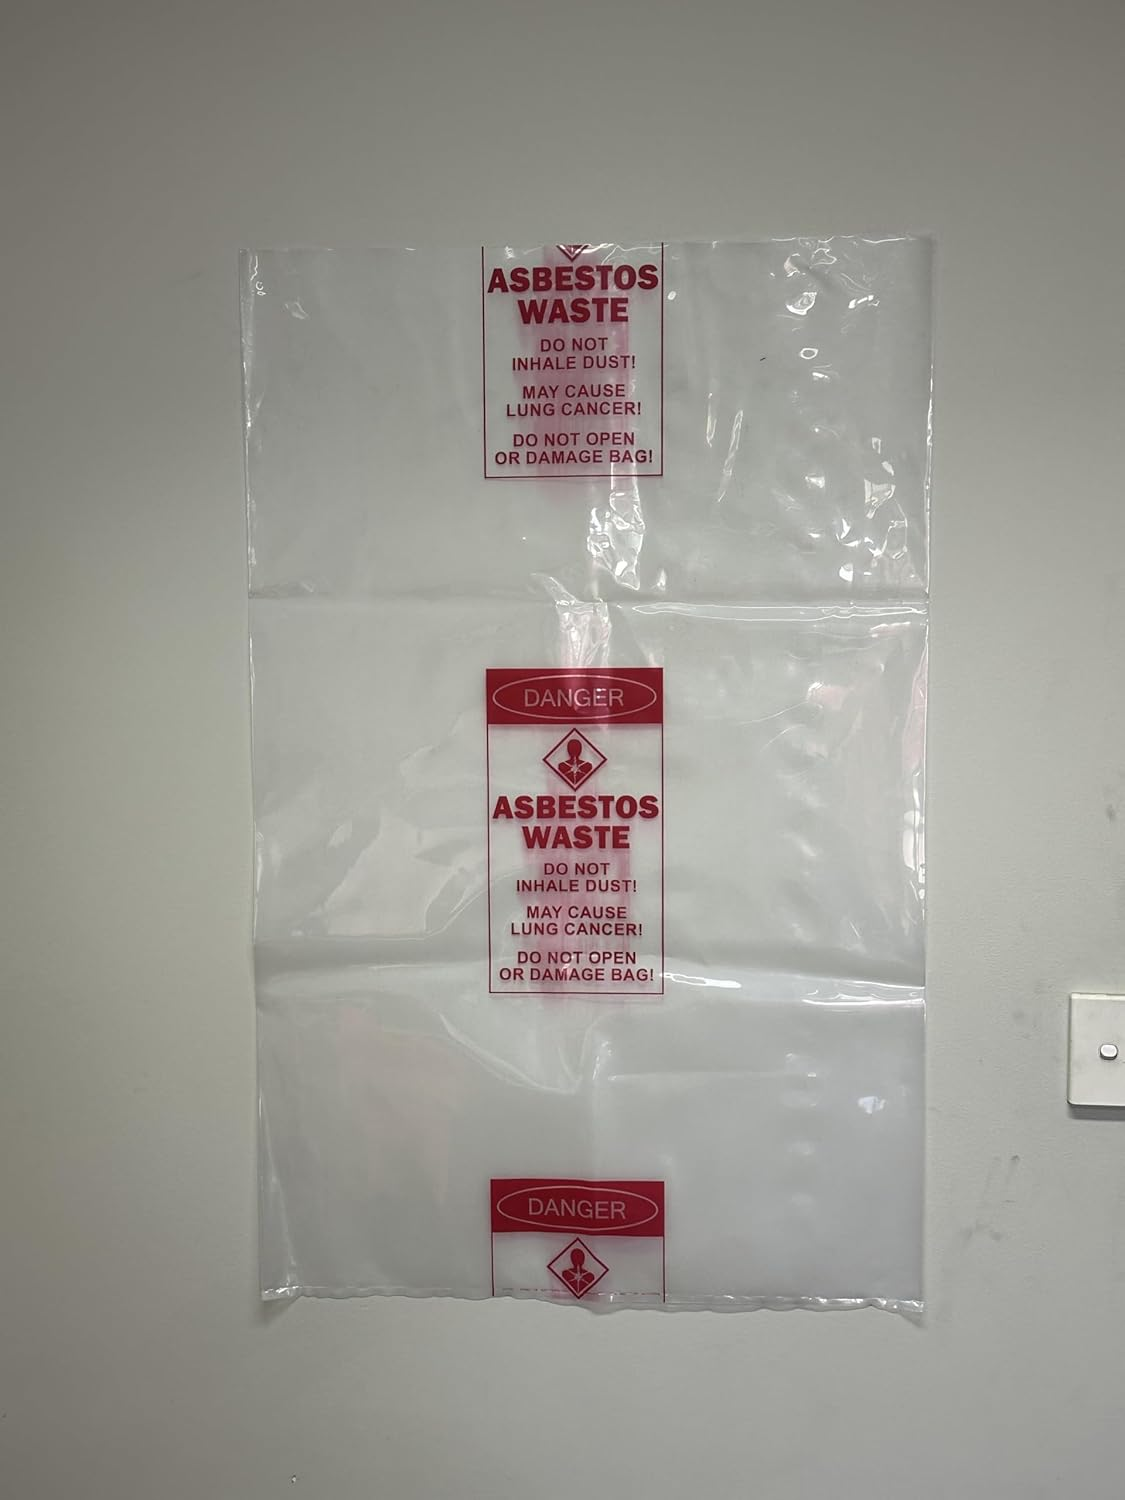 ASBESTOS
WASTE
DO NOT
INHALE DUST!
MAY CAUSE
LUNG CANCER!
DO NOT OPEN
OR DAMAGE BAG!
DANGER
ASBESTOS
WASTE
DO NOT
INHALE DUST!
MAY CAUSE
LUNG CANCER!
DO NOT OPEN
OR DAMAGE BAG!
DANGER